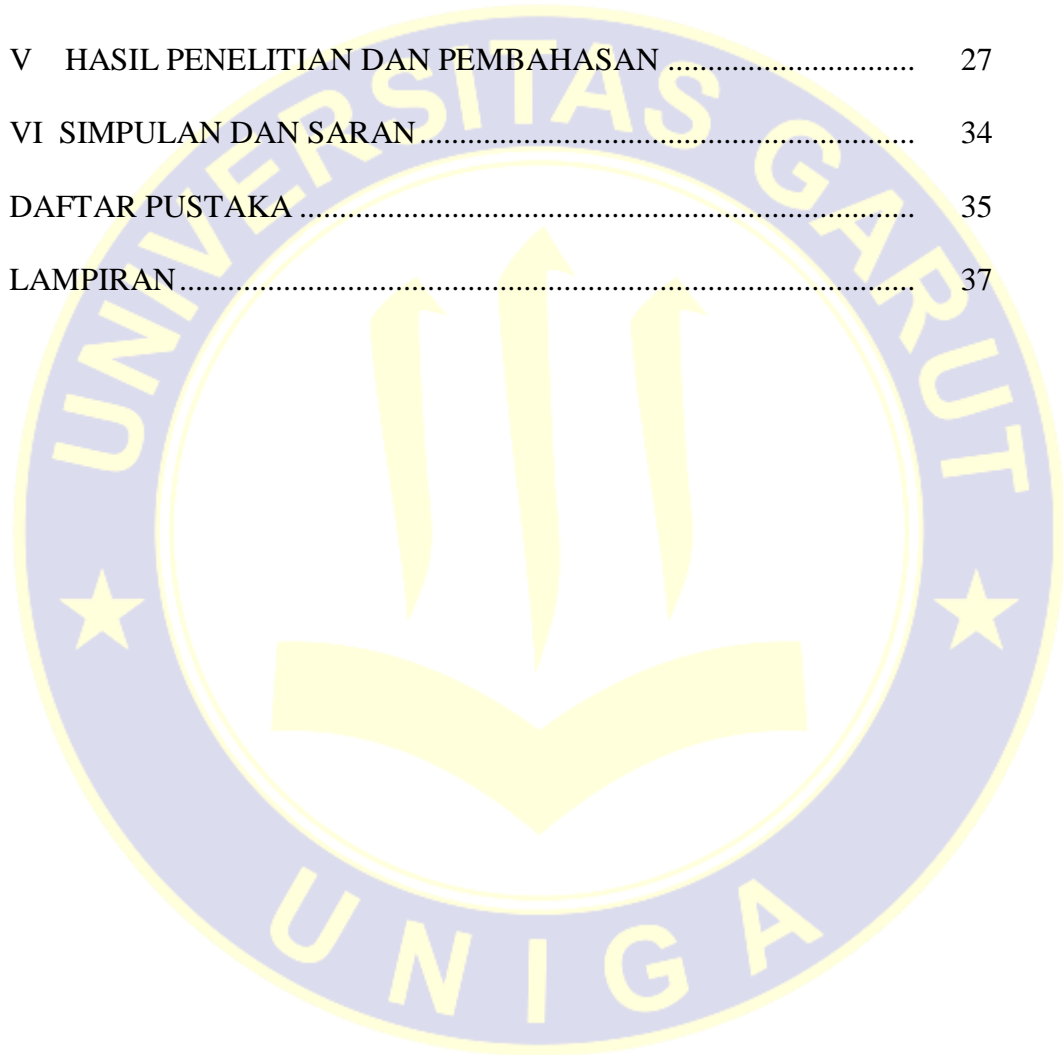 V HASIL PENELITIAN DAN PEMBAHASAN ............................... 27
VI SIMPULAN DAN SARAN ............................................................... 34
DAFTAR PUSTAKA .............................................................................. 35
LAMPIRAN ............................................................................................. 37
UNIVERSITAS GARUT
UNIGA